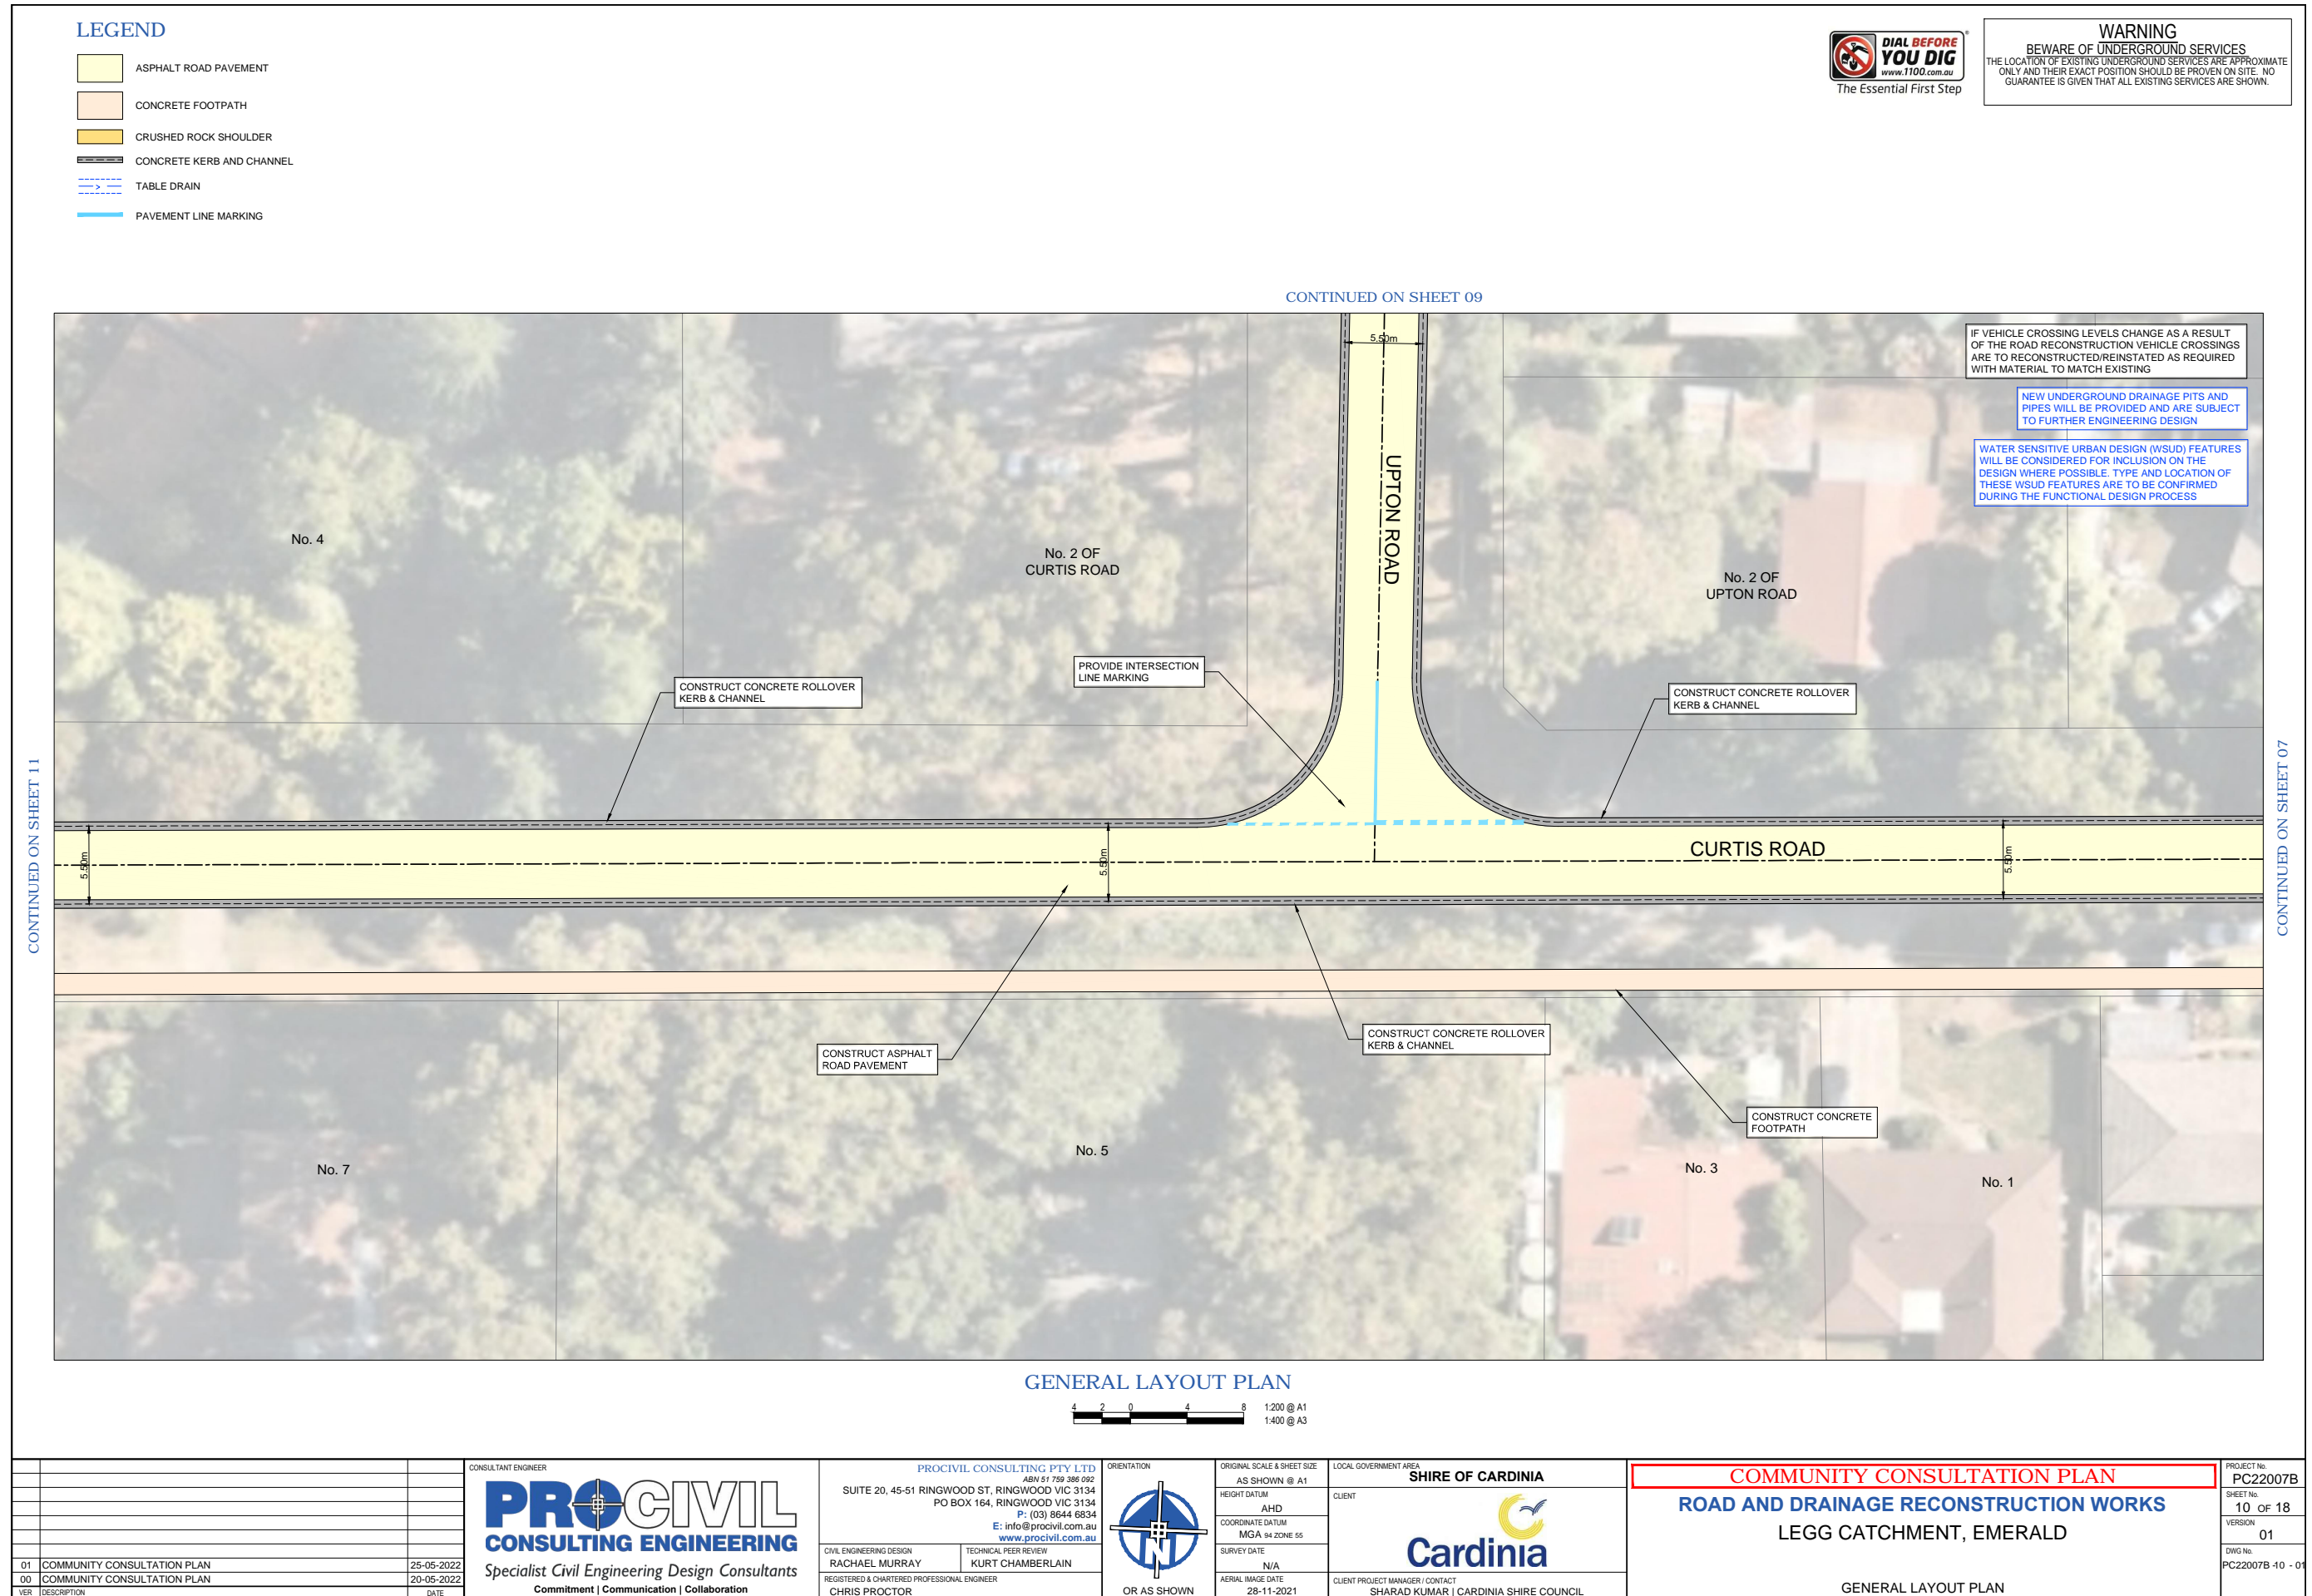 LEGEND
ASPHALT ROAD PAVEMENT
CONCRETE FOOTPATH
CRUSHED ROCK SHOULDER
CONCRETE KERB AND CHANNEL
TABLE DRAIN
PAVEMENT LINE MARKING
DIAL BEFORE
YOU DIG
www.1100.com.au
The Essential First Step
WARNING
BEWARE OF UNDERGROUND SERVICES
THE LOCATION OF EXISTING UNDERGROUND SERVICES ARE APPROXIMATE
ONLY AND THEIR EXACT POSITION SHOULD BE PROVEN ON SITE. NO
GUARANTEE IS GIVEN THAT ALL EXISTING SERVICES ARE SHOWN.
CONTINUED ON SHEET 09
5.50m
IF VEHICLE CROSSING LEVELS CHANGE AS A RESULT
OF THE ROAD RECONSTRUCTION VEHICLE CROSSINGS
ARE TO RECONSTRUCTED/REINSTATED AS REQUIRED
WITH MATERIAL TO MATCH EXISTING
NEW UNDERGROUND DRAINAGE PITS AND
PIPES WILL BE PROVIDED AND ARE SUBJECT
TO FURTHER ENGINEERING DESIGN
WATER SENSITIVE URBAN DESIGN (WSUD) FEATURES
WILL BE CONSIDERED FOR INCLUSION ON THE
DESIGN WHERE POSSIBLE. TYPE AND LOCATION OF
THESE WSUD FEATURES ARE TO BE CONFIRMED
DURING THE FUNCTIONAL DESIGN PROCESS
UPTON ROAD
No. 4
No. 2 OF
CURTIS ROAD
No. 2 OF
UPTON ROAD
PROVIDE INTERSECTION
LINE MARKING
CONSTRUCT CONCRETE ROLLOVER
KERB & CHANNEL
CONSTRUCT CONCRETE ROLLOVER
KERB & CHANNEL
CONTINUED ON SHEET 11
CONTINUED ON SHEET 07
5.50m
5.50m
CURTIS ROAD
5.50m
CONSTRUCT ASPHALT
ROAD PAVEMENT
CONSTRUCT CONCRETE ROLLOVER
KERB & CHANNEL
CONSTRUCT CONCRETE
FOOTPATH
No. 7
No. 5
No. 3
No. 1
GENERAL LAYOUT PLAN
4 2 0 4 8
1:200 @ A1
1:400 @ A3
01 COMMUNITY CONSULTATION PLAN 25-05-2022
00 COMMUNITY CONSULTATION PLAN 20-05-2022
VER DESCRIPTION DATE
CONSULTANT ENGINEER
PROCIVIL
CONSULTING ENGINEERING
Specialist Civil Engineering Design Consultants
Commitment | Communication | Collaboration
PROCIVIL CONSULTING PTY LTD
ABN 51 759 386 092
SUITE 20, 45-51 RINGWOOD ST, RINGWOOD VIC 3134
PO BOX 164, RINGWOOD VIC 3134
P: (03) 8644 6834
E: info@procivil.com.au
www.procivil.com.au
CIVIL ENGINEERING DESIGN
RACHAEL MURRAY
TECHNICAL PEER REVIEW
KURT CHAMBERLAIN
REGISTERED & CHARTERED PROFESSIONAL ENGINEER
CHRIS PROCTOR
ORIENTATION
N
OR AS SHOWN
ORIGINAL SCALE & SHEET SIZE
AS SHOWN @ A1
HEIGHT DATUM
AHD
COORDINATE DATUM
MGA 94 ZONE 55
SURVEY DATE
N/A
AERIAL IMAGE DATE
28-11-2021
LOCAL GOVERNMENT AREA
SHIRE OF CARDINIA
CLIENT
Cardinia
CLIENT PROJECT MANAGER / CONTACT
SHARAD KUMAR | CARDINIA SHIRE COUNCIL
COMMUNITY CONSULTATION PLAN
ROAD AND DRAINAGE RECONSTRUCTION WORKS
LEGG CATCHMENT, EMERALD
GENERAL LAYOUT PLAN
PROJECT No.
PC22007B
SHEET No.
10 OF 18
VERSION
01
DWG No.
PC22007B -10 - 01